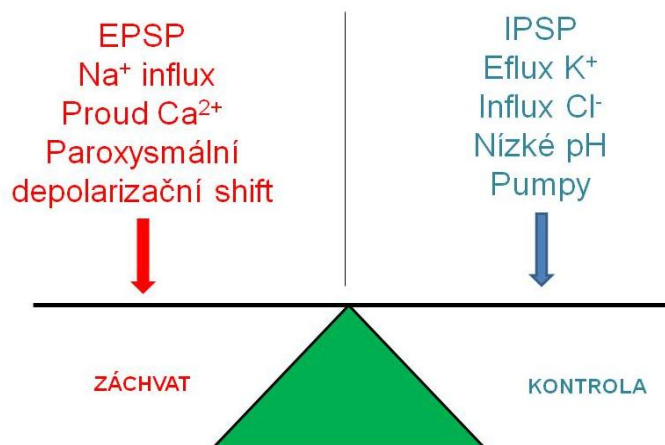 EPSP
Na⁺ influx
Proud Ca²⁺
Paroxysmální
depolarizační shift
IPSP
Eflux K⁺
Influx Cl⁻
Nízké pH
Pumpy
ZÁCHVAT
KONTROLA